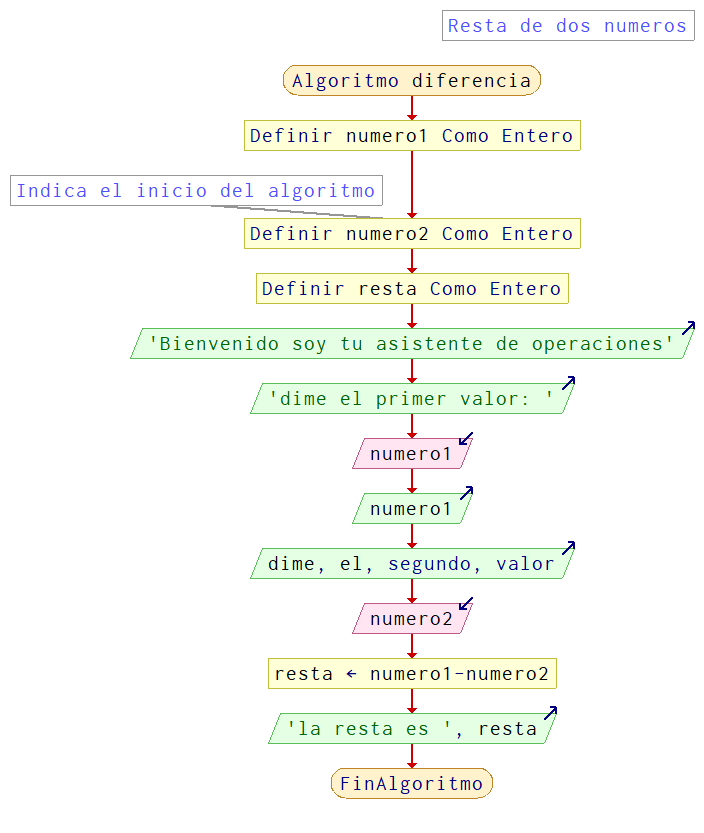 Resta de dos numeros
Algoritmo diferencia
Definir numero1 Como Entero
Indica el inicio del algoritmo
Definir numero2 Como Entero
Definir resta Como Entero
'Bienvenido soy tu asistente de operaciones'
'dime el primer valor: '
numero1
numero1
dime, el, segundo, valor
numero2
resta ← numero1-numero2
'la resta es ', resta
FinAlgoritmo